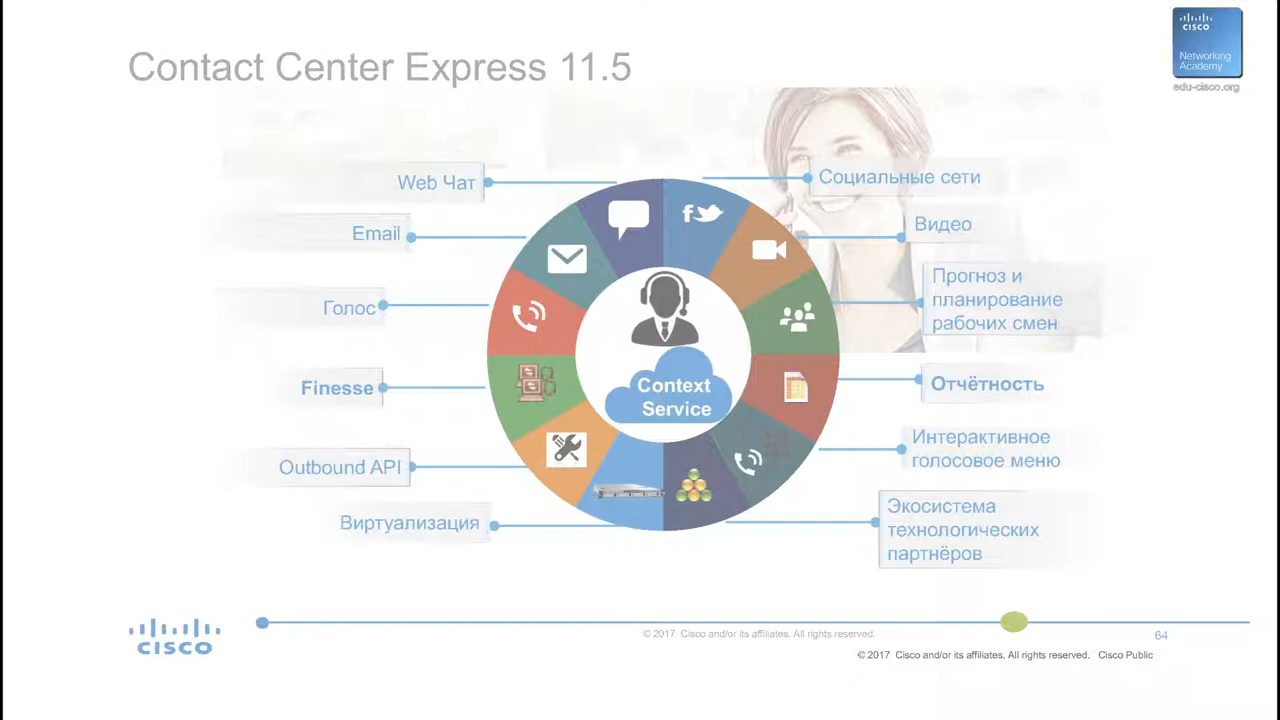 CISCO
Networking
Academy
edu-cisco.org
Contact Center Express 11.5
Web Чат
Социальные сети
Email
Видео
Голос
Прогноз и
планирование
рабочих смен
Finesse
Отчётность
Context
Service
Outbound API
Интерактивное
голосовое меню
Виртуализация
Экосистема
технологических
партнёров
CISCO
© 2017 Cisco and/or its affiliates. All rights reserved.
64
© 2017 Cisco and/or its affiliates. All rights reserved. Cisco Public